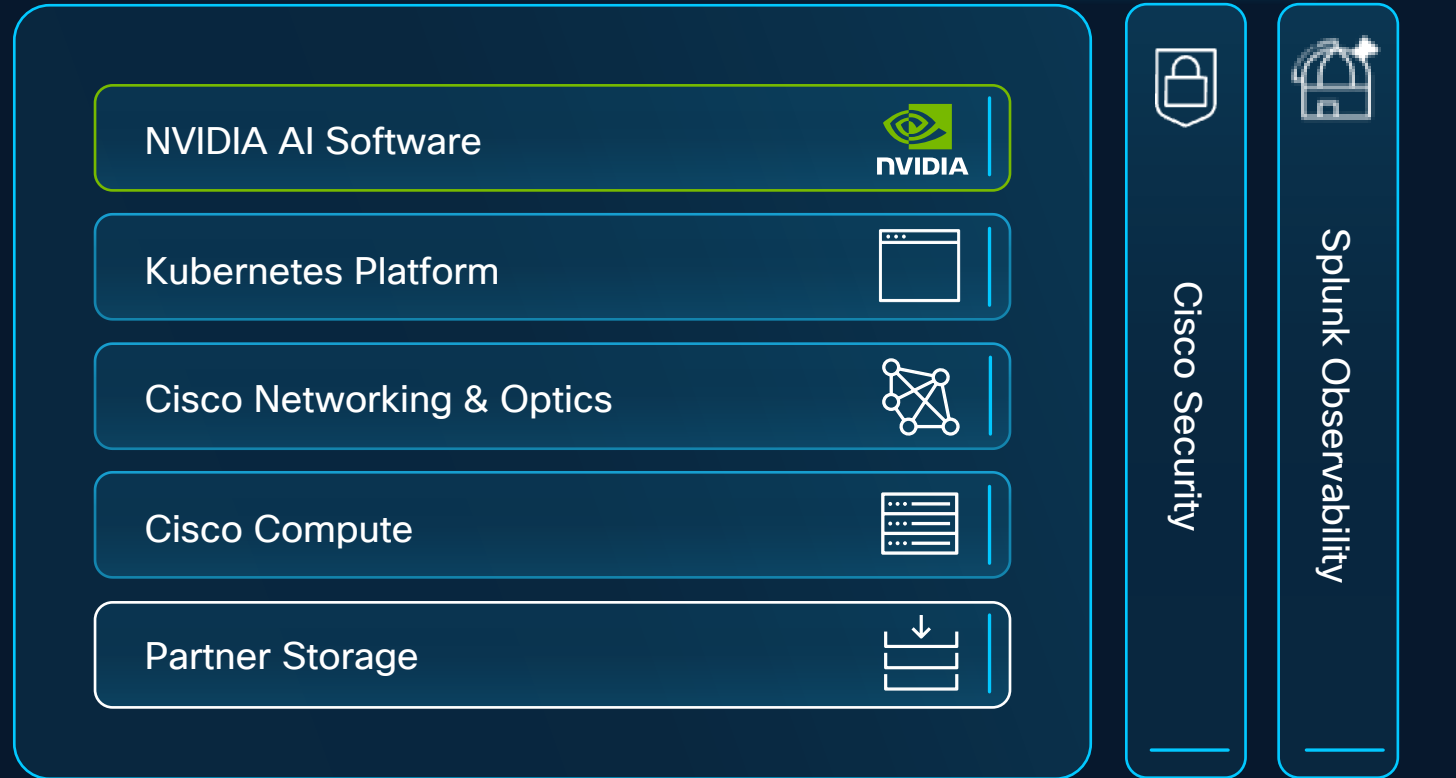 NVIDIA AI Software
NVIDIA
Kubernetes Platform
Cisco Networking & Optics
Cisco Compute
Partner Storage
Cisco Security
Splunk Observability